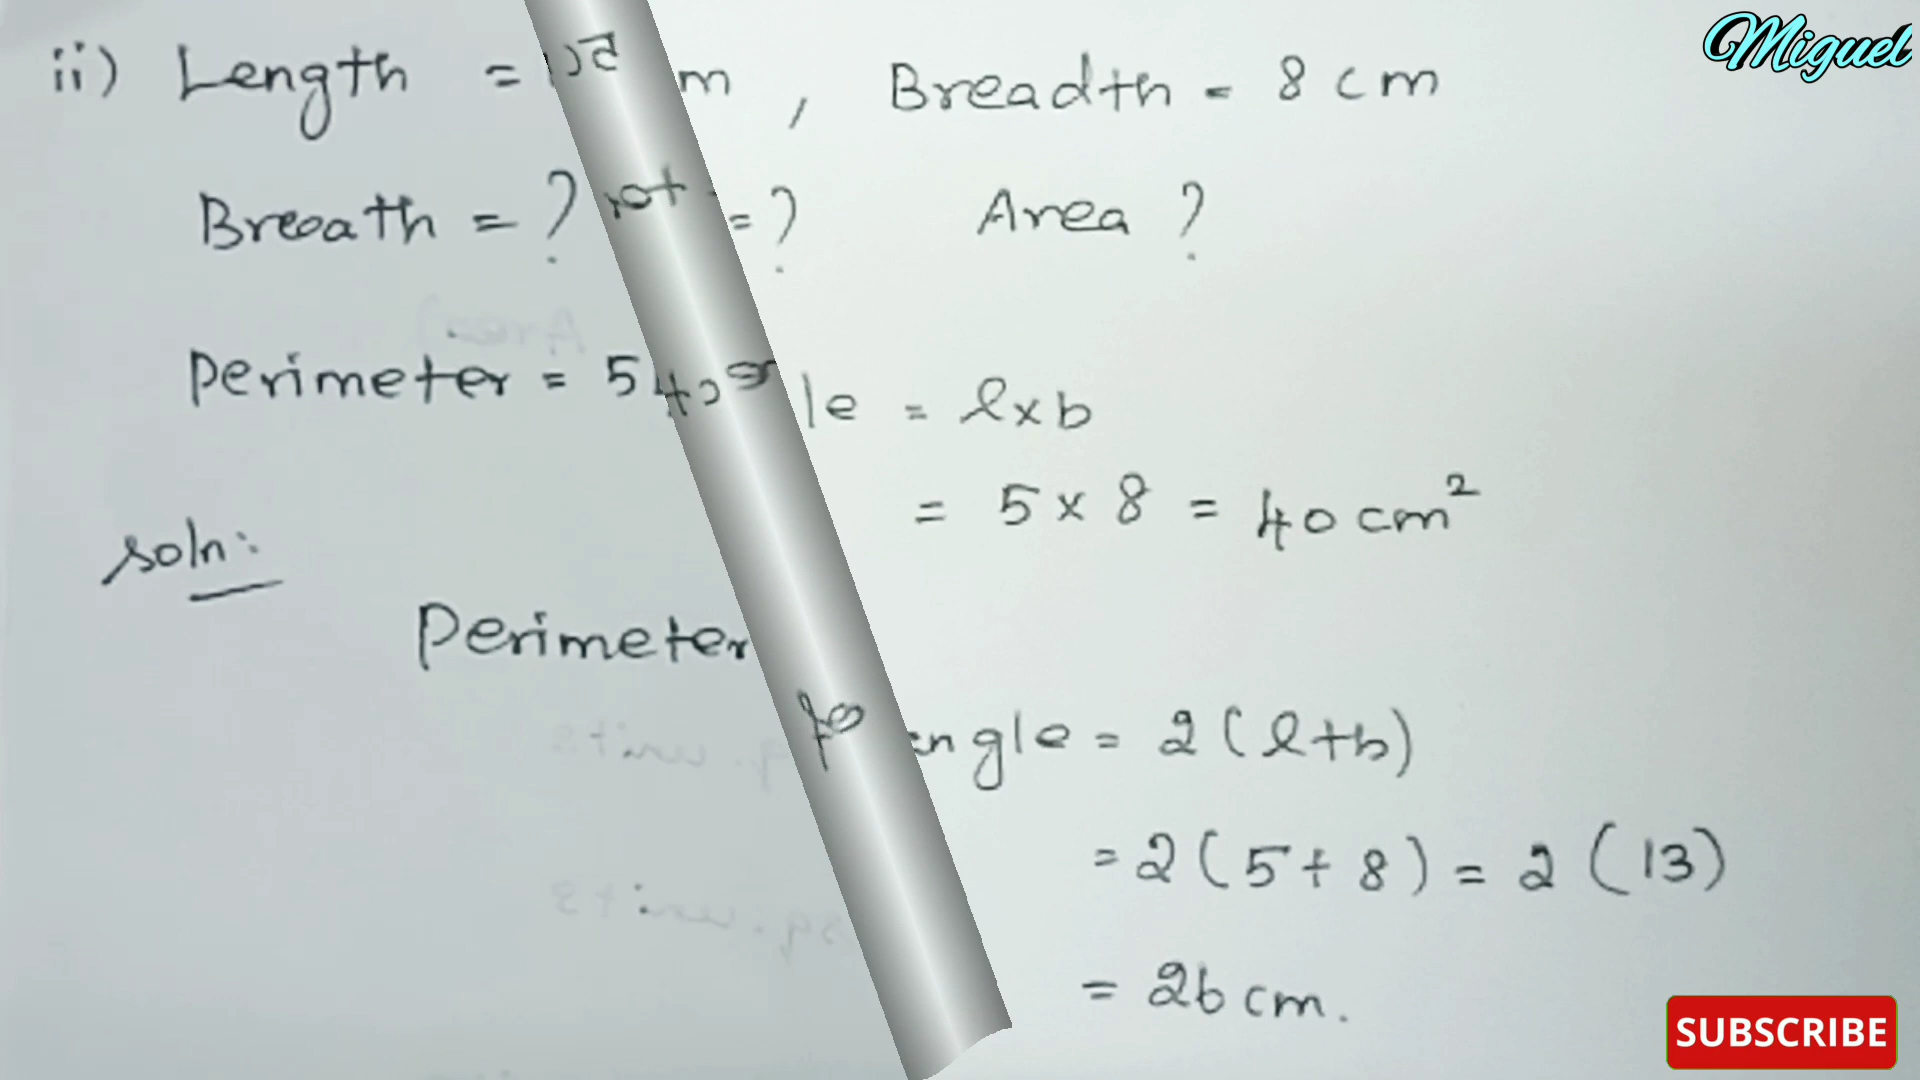 Miguel
ii) Length = m , Breadth = 8 cm
Breoath = ? = ? Area ?
Perimeter = 5 le = l×b
= 5 × 8 = 40 cm²
soln:
Perimeter
ngle = 2 (l+b)
= 2 ( 5 + 8 ) = 2 ( 13 )
= 26 cm.
SUBSCRIBE